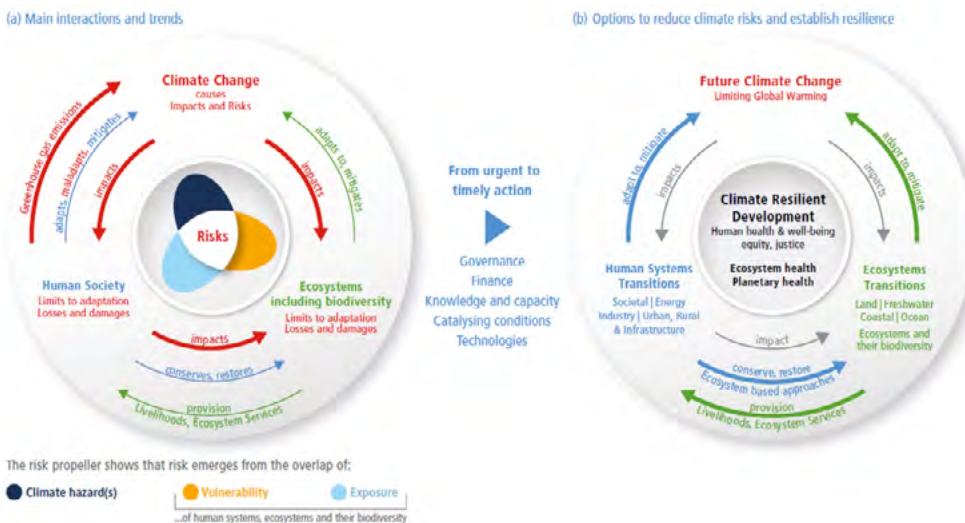 (a) Main interactions and trends
Climate Change
causes
Impacts and Risks
Greenhouse gas emissions
adapts, maladapts, mitigates
impacts
impacts
adapts to, mitigates
Risks
Human Society
Limits to adaptation
Losses and damages
Ecosystems
including biodiversity
Limits to adaptation
Losses and damages
impacts
conserves, restores
provision
Livelihoods, Ecosystem Services
From urgent to
timely action
Governance
Finance
Knowledge and capacity
Catalysing conditions
Technologies
(b) Options to reduce climate risks and establish resilience
Future Climate Change
Limiting Global Warming
adapt to, mitigate
impacts
impacts
adapt to, mitigate
Climate Resilient
Development
Human health & well-being
equity, justice
Ecosystem health
Planetary health
Human Systems
Transitions
Societal | Energy
Industry | Urban, Rural
& Infrastructure
Ecosystems
Transitions
Land | Freshwater
Coastal | Ocean
Ecosystems and
their biodiversity
impact
conserve, restore
Ecosystem based approaches
provision
Livelihoods, Ecosystem Services
The risk propeller shows that risk emerges from the overlap of:
Climate hazard(s)
Vulnerability
Exposure
...of human systems, ecosystems and their biodiversity